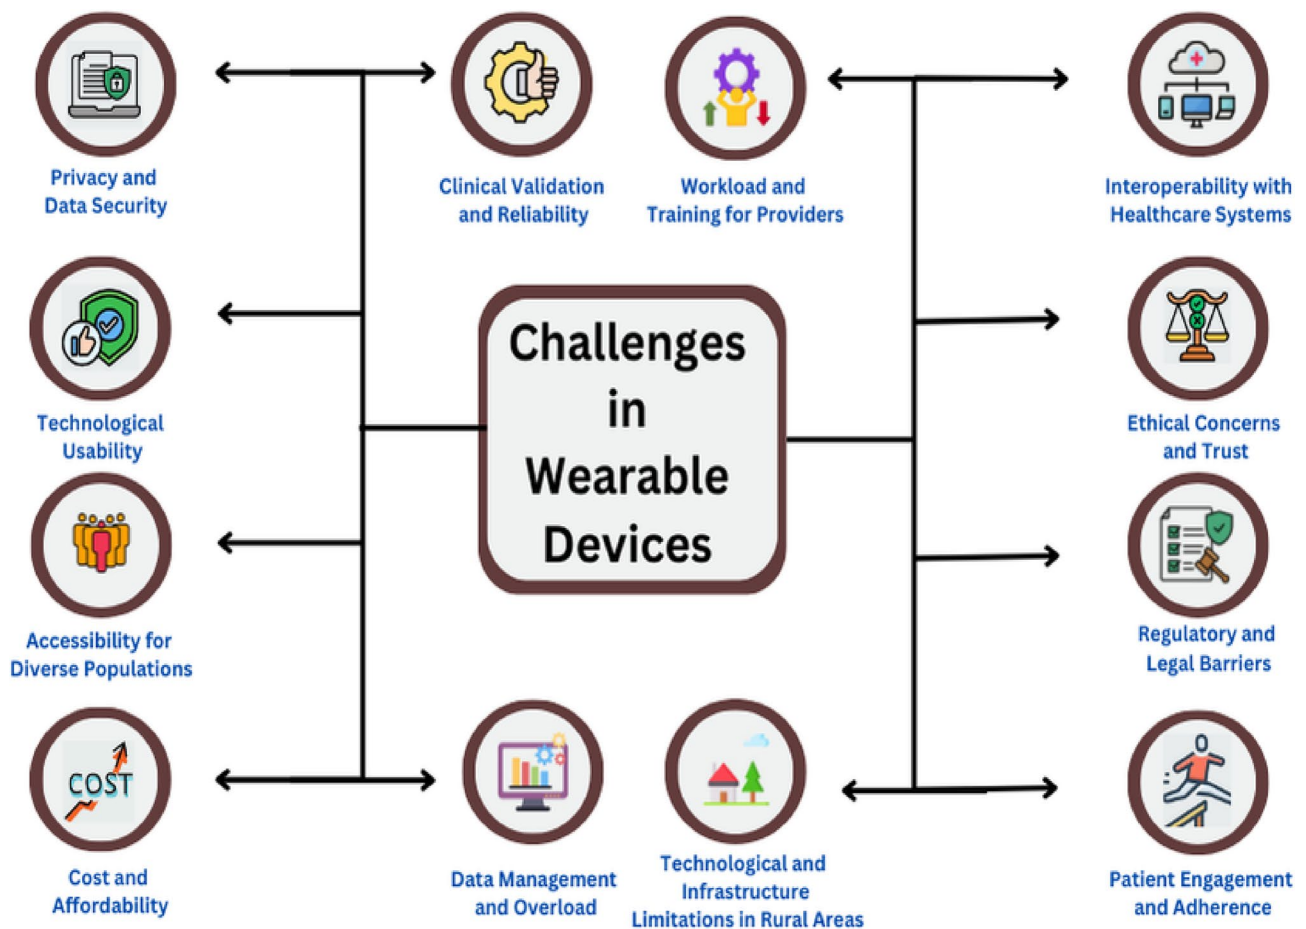 Privacy and
Data Security
Clinical Validation
and Reliability
Workload and
Training for Providers
Interoperability with
Healthcare Systems
Challenges
in
Wearable
Devices
Technological
Usability
Ethical Concerns
and Trust
Accessibility for
Diverse Populations
Regulatory and
Legal Barriers
COST
Cost and
Affordability
Data Management
and Overload
Technological and
Infrastructure
Limitations in Rural Areas
Patient Engagement
and Adherence